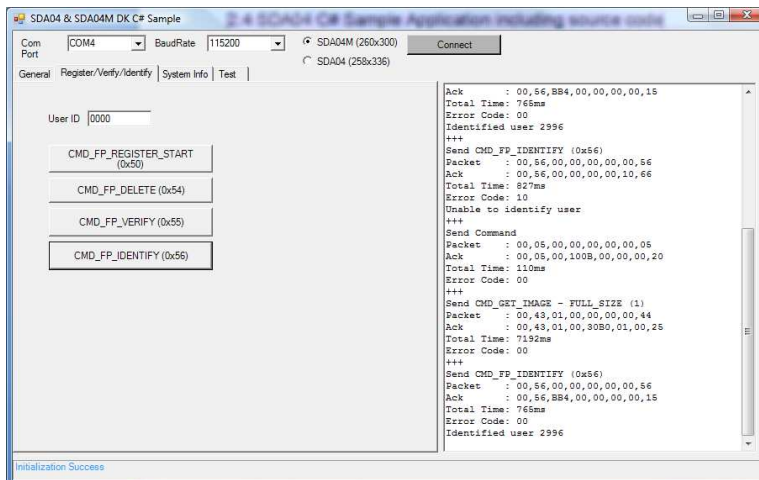 SDA04 & SDA04M DK C# Sample
2.4 SDA04 C# Sample Application including source code
Com Port COM4 BaudRate 115200 SDA04M (260x300) Connect
SDA04 (258x336)
General Register/Verify/Identify System Info Test
User ID 0000
CMD_FP_REGISTER_START
(0x50)
CMD_FP_DELETE (0x54)
CMD_FP_VERIFY (0x55)
CMD_FP_IDENTIFY (0x56)
Ack : 00,56,BB4,00,00,00,00,15
Total Time: 765ms
Error Code: 00
Identified user 2996
+++
Send CMD_FP_IDENTIFY (0x56)
Packet : 00,56,00,00,00,00,00,56
Ack : 00,56,00,00,00,00,10,66
Total Time: 827ms
Error Code: 10
Unable to identify user
+++
Send Command
Packet : 00,05,00,00,00,00,00,05
Ack : 00,05,00,100B,00,00,00,20
Total Time: 110ms
Error Code: 00
+++
Send CMD_GET_IMAGE - FULL_SIZE (1)
Packet : 00,43,01,00,00,00,00,44
Ack : 00,43,01,00,30B0,01,00,25
Total Time: 7192ms
Error Code: 00
+++
Send CMD_FP_IDENTIFY (0x56)
Packet : 00,56,00,00,00,00,00,56
Ack : 00,56,BB4,00,00,00,00,15
Total Time: 765ms
Error Code: 00
Identified user 2996
Initialization Success